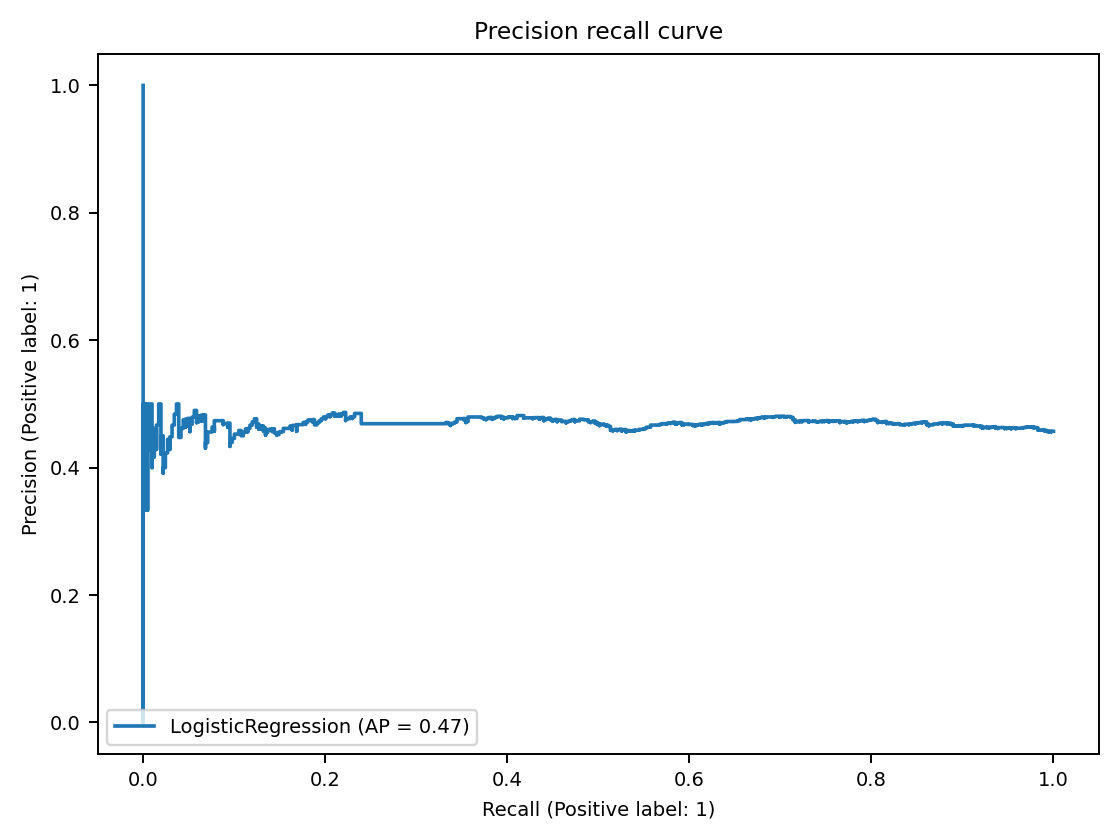 Precision recall curve
Precision (Positive label: 1)
1.0
0.8
0.6
0.4
0.2
0.0
LogisticRegression (AP = 0.47)
0.0 0.2 0.4 0.6 0.8 1.0
Recall (Positive label: 1)